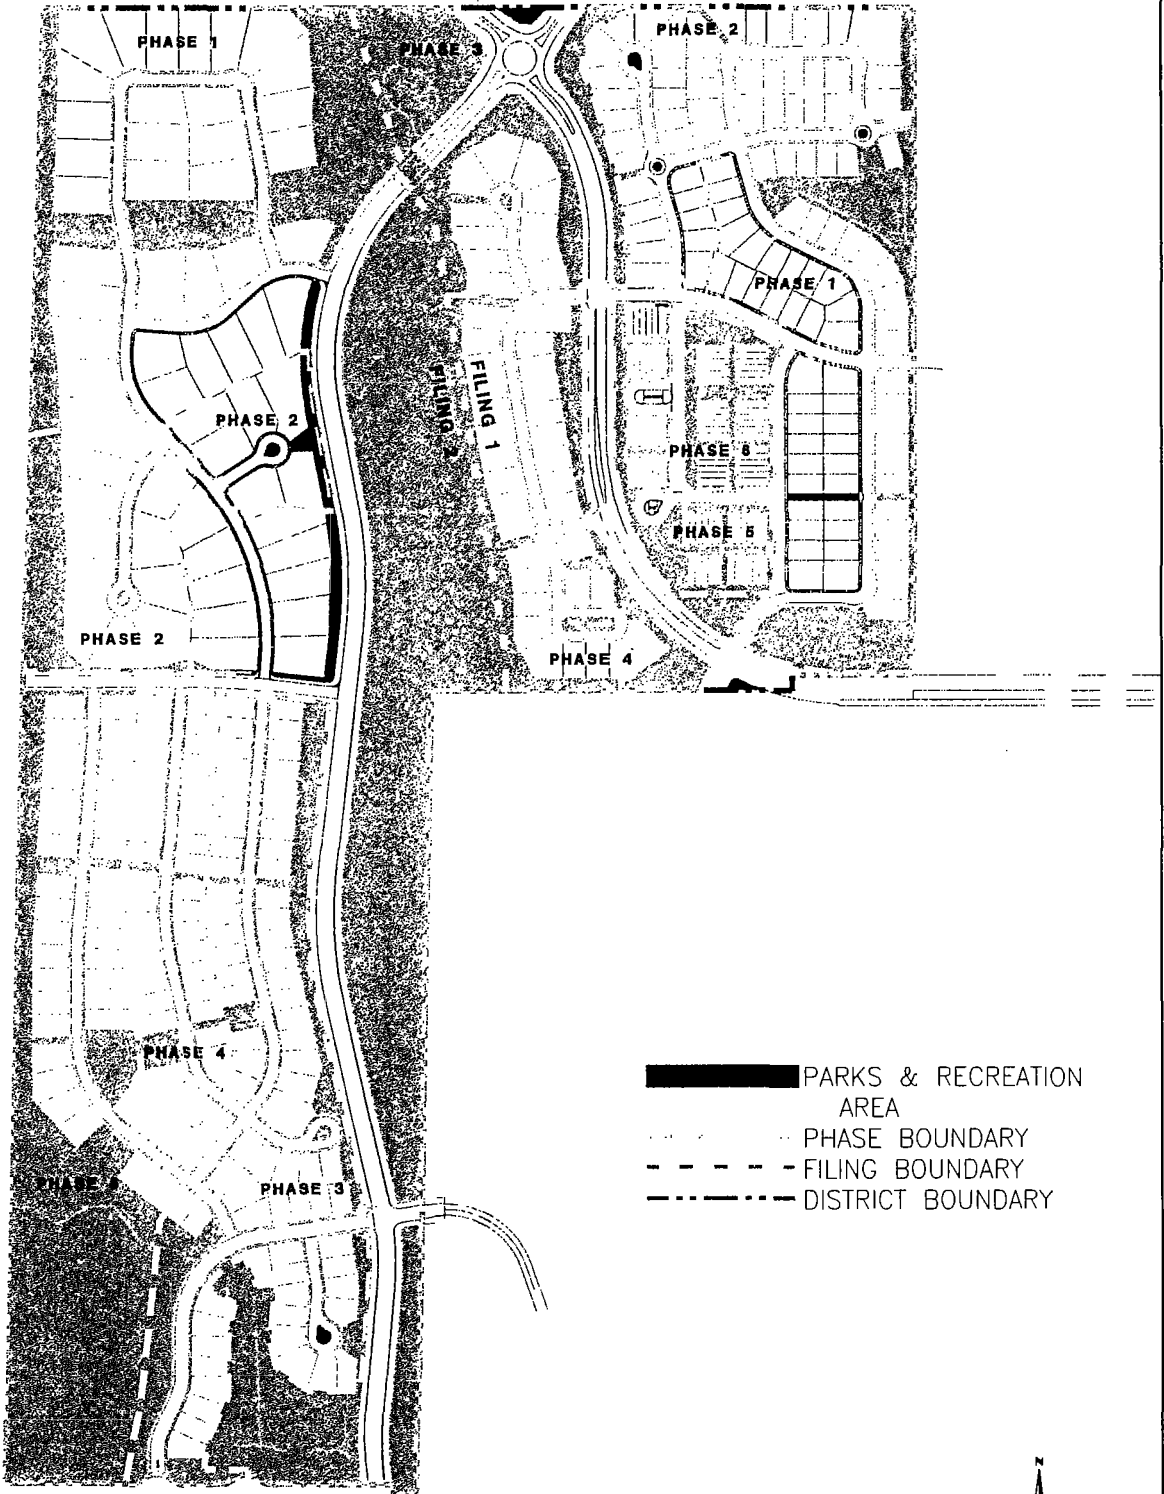 PHASE 1
PHASE 3
PHASE 2
PHASE 1
FILING 1
FILING 2
PHASE 2
PHASE 6
PHASE 5
PHASE 2
PHASE 4
PHASE 4
PHASE
PHASE 3
PARKS & RECREATION
AREA
PHASE BOUNDARY
FILING BOUNDARY
DISTRICT BOUNDARY
N